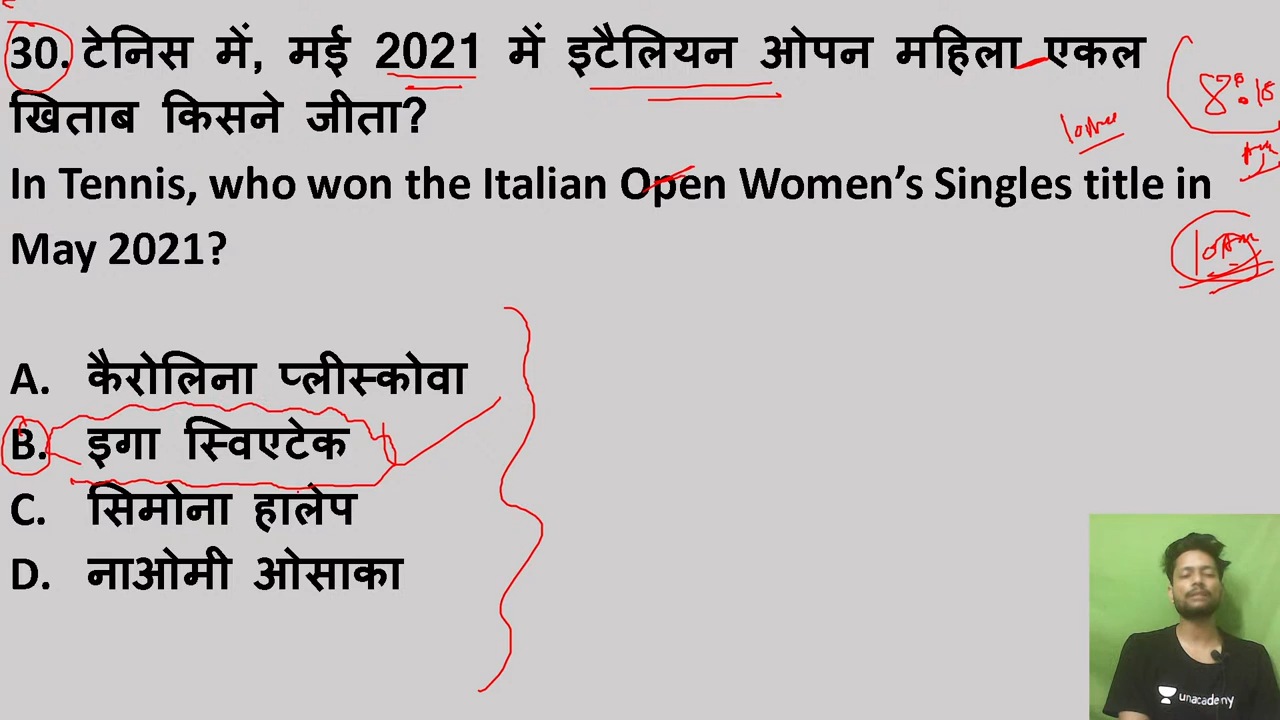 30. टेनिस में, मई 2021 में इटैलियन ओपन महिला एकल
खिताब किसने जीता?
In Tennis, who won the Italian Open Women's Singles title in
May 2021?
A. कैरोलिना प्लीस्कोवा
B. इगा स्विएटेक
C. सिमोना हालेप
D. नाओमी ओसाका
unacademy